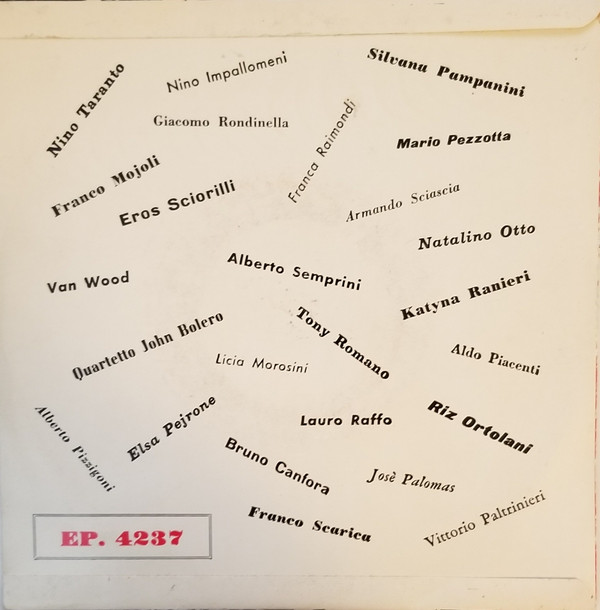 Nino Taranto
Nino Impallomeni
Silvana Pampanini
Giacomo Rondinella
Franca Raimondi
Mario Pezzotta
Franco Mojoli
Eros Sciorilli
Armando Sciascia
Natalino Otto
Van Wood
Alberto Semprini
Katyna Ranieri
Quartetto John Bolero
Tony Romano
Licia Morosini
Aldo Piacenti
Alberto Pizzigoni
Elsa Pejrone
Lauro Raffo
Riz Ortolani
Bruno Canfora
Josè Palomas
Franco Scarica
Vittorio Paltrinieri
EP. 4237